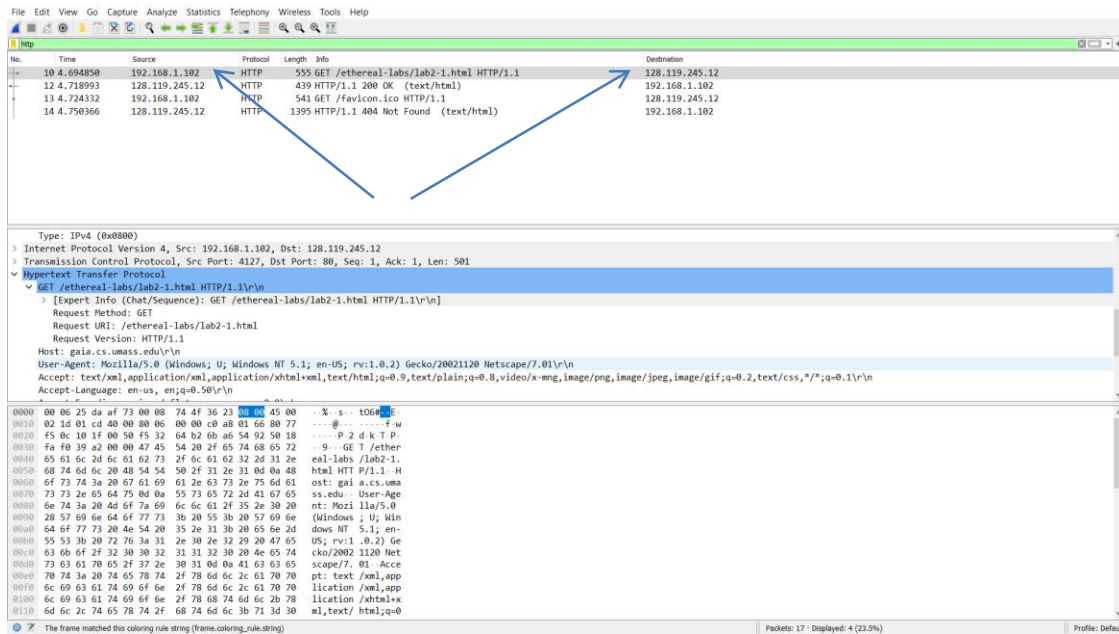 File Edit View Go Capture Analyze Statistics Telephony Wireless Tools Help
http
No. Time Source Protocol Length Info Destination
10 4.694850 192.168.1.102 HTTP 555 GET /ethereal-labs/lab2-1.html HTTP/1.1 128.119.245.12
12 4.718993 128.119.245.12 HTTP 439 HTTP/1.1 200 OK (text/html) 192.168.1.102
13 4.724332 192.168.1.102 HTTP 541 GET /favicon.ico HTTP/1.1 128.119.245.12
14 4.750366 128.119.245.12 HTTP 1395 HTTP/1.1 404 Not Found (text/html) 192.168.1.102
Type: IPv4 (0x0800)
Internet Protocol Version 4, Src: 192.168.1.102, Dst: 128.119.245.12
Transmission Control Protocol, Src Port: 4127, Dst Port: 80, Seq: 1, Ack: 1, Len: 501
Hypertext Transfer Protocol
GET /ethereal-labs/lab2-1.html HTTP/1.1\r\n
[Expert Info (Chat/Sequence): GET /ethereal-labs/lab2-1.html HTTP/1.1\r\n]
Request Method: GET
Request URI: /ethereal-labs/lab2-1.html
Request Version: HTTP/1.1
Host: gaia.cs.umass.edu\r\n
User-Agent: Mozilla/5.0 (Windows; U; Windows NT 5.1; en-US; rv:1.0.2) Gecko/20021120 Netscape/7.01\r\n
Accept: text/xml,application/xml,application/xhtml+xml,text/html;q=0.9,text/plain;q=0.8,video/x-mng,image/png,image/jpeg,image/gif;q=0.2,text/css,*/*;q=0.1\r\n
Accept-Language: en-us, en;q=0.50\r\n
0000 00 06 25 da af 73 00 08 74 4f 36 23 08 00 45 00 ··%··s·· tO6#··E·
0010 02 1d 01 cd 40 00 80 06 00 00 c0 a8 01 66 80 77 ····@··· ·····f·w
0020 f5 0c 10 1f 00 50 f5 32 64 b2 6b a6 54 92 50 18 ·····P·2 d·k·T·P·
0030 fa f0 39 a2 00 00 47 45 54 20 2f 65 74 68 65 72 ··9···GE T /ether
0040 65 61 6c 2d 6c 61 62 73 2f 6c 61 62 32 2d 31 2e eal-labs /lab2-1.
0050 68 74 6d 6c 20 48 54 54 50 2f 31 2e 31 0d 0a 48 html HTT P/1.1··H
0060 6f 73 74 3a 20 67 61 69 61 2e 63 73 2e 75 6d 61 ost: gai a.cs.uma
0070 73 73 2e 65 64 75 0d 0a 55 73 65 72 2d 41 67 65 ss.edu·· User-Age
0080 6e 74 3a 20 4d 6f 7a 69 6c 6c 61 2f 35 2e 30 20 nt: Mozi lla/5.0
0090 28 57 69 6e 64 6f 77 73 3b 20 55 3b 20 57 69 6e (Windows ; U; Win
00a0 64 6f 77 73 20 4e 54 20 35 2e 31 3b 20 65 6e 2d dows NT 5.1; en-
00b0 55 53 3b 20 72 76 3a 31 2e 30 2e 32 29 20 47 65 US; rv:1 .0.2) Ge
00c0 63 6b 6f 2f 32 30 30 32 31 31 32 30 20 4e 65 74 cko/2002 1120 Net
00d0 73 63 61 70 65 2f 37 2e 30 31 0d 0a 41 63 63 65 scape/7. 01··Acce
00e0 70 74 3a 20 74 65 78 74 2f 78 6d 6c 2c 61 70 70 pt: text /xml,app
00f0 6c 69 63 61 74 69 6f 6e 2f 78 6d 6c 2c 61 70 70 lication /xml,app
0100 6c 69 63 61 74 69 6f 6e 2f 78 68 74 6d 6c 2b 78 lication /xhtml+x
0110 6d 6c 2c 74 65 78 74 2f 68 74 6d 6c 3b 71 3d 30 ml,text/ html;q=0
The frame matched this coloring rule string (frame.coloring_rule.string) Packets: 17 · Displayed: 4 (23.5%) Profile: Defau